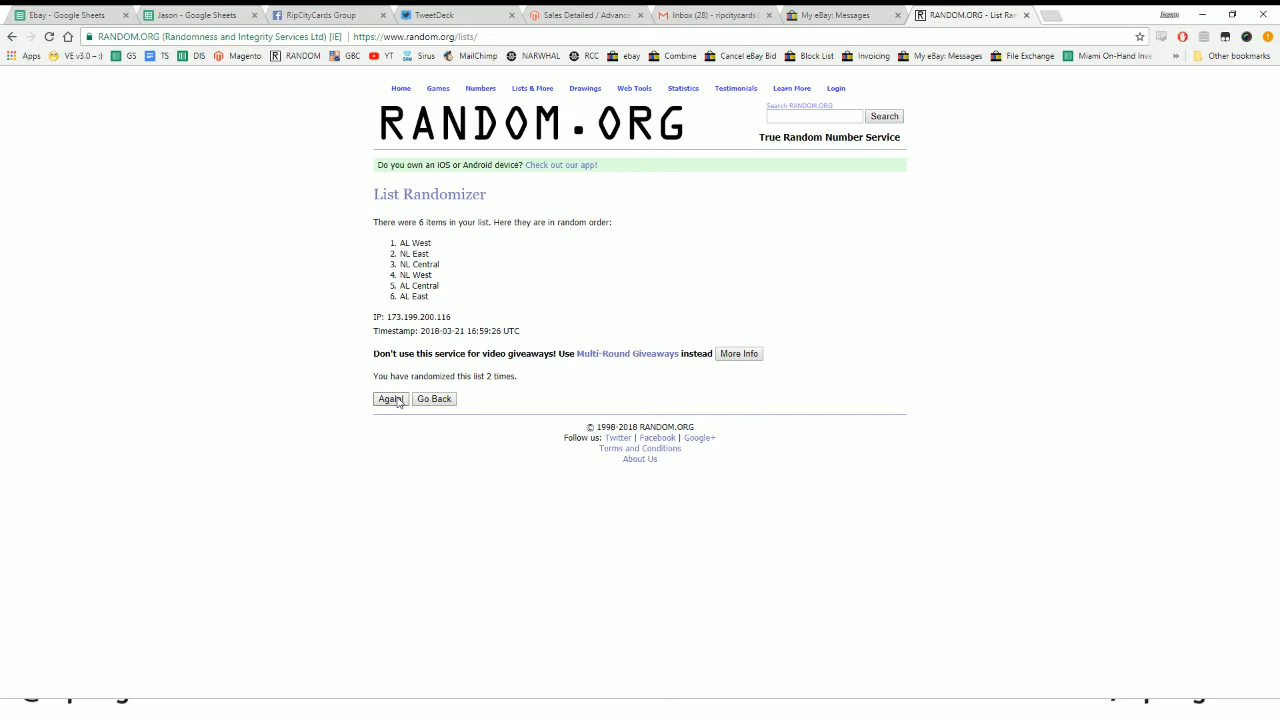 Ebay - Google Sheets
Jason - Google Sheets
RipCityCards Group
TweetDeck
Sales Detailed / Advance
Inbox (28) - ripcitycards@
My eBay: Messages
RANDOM.ORG - List Ran
Jason
RANDOM.ORG (Randomness and Integrity Services Ltd) [IE]
https://www.random.org/lists/
Apps
VE v3.0 -:
GS
TS
DIS
Magento
RANDOM
GBC
YT
Sirus
MailChimp
NARWHAL
RCC
ebay
Combine
Cancel eBay Bid
Block List
Invoicing
My eBay: Messages
File Exchange
Miami On-Hand Inve
»
Other bookmarks
Home
Games
Numbers
Lists & More
Drawings
Web Tools
Statistics
Testimonials
Learn More
Login
RANDOM.ORG
Search RANDOM.ORG
Search
True Random Number Service
Do you own an iOS or Android device? Check out our app!
List Randomizer
There were 6 items in your list. Here they are in random order:
1. AL West
2. NL East
3. NL Central
4. NL West
5. AL Central
6. AL East
IP: 173.199.200.116
Timestamp: 2018-03-21 16:59:26 UTC
Don't use this service for video giveaways! Use Multi-Round Giveaways instead More Info
You have randomized this list 2 times.
Again!
Go Back
© 1998-2018 RANDOM.ORG
Follow us: Twitter | Facebook | Google+
Terms and Conditions
About Us